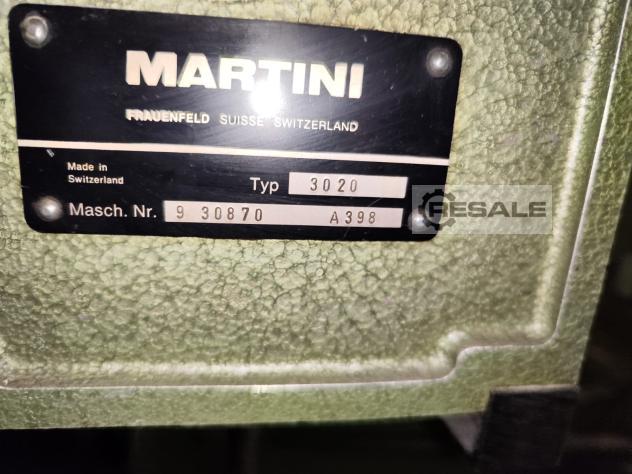 MARTINI
FRAUENFELD SUISSE SWITZERLAND
Made in
Switzerland
Typ 3020
Masch. Nr. 9 30870 A398
RESALE